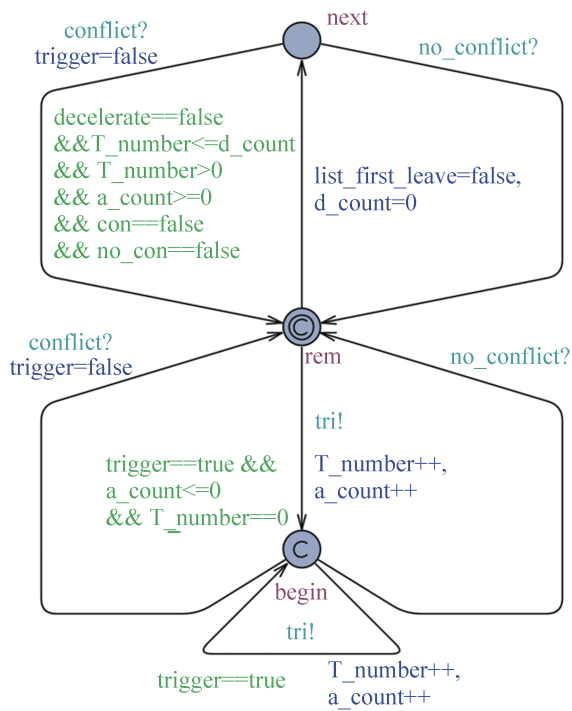 next
conflict?
trigger=false
no_conflict?
decelerate==false
&&T_number<=d_count
&& T_number>0
&& a_count>=0
&& con==false
&& no_con==false
list_first_leave=false,
d_count=0
C
conflict?
trigger=false
rem
no_conflict?
tri!
trigger==true &&
a_count<=0
&& T_number==0
T_number++,
a_count++
C
begin
tri!
trigger==true
T_number++,
a_count++